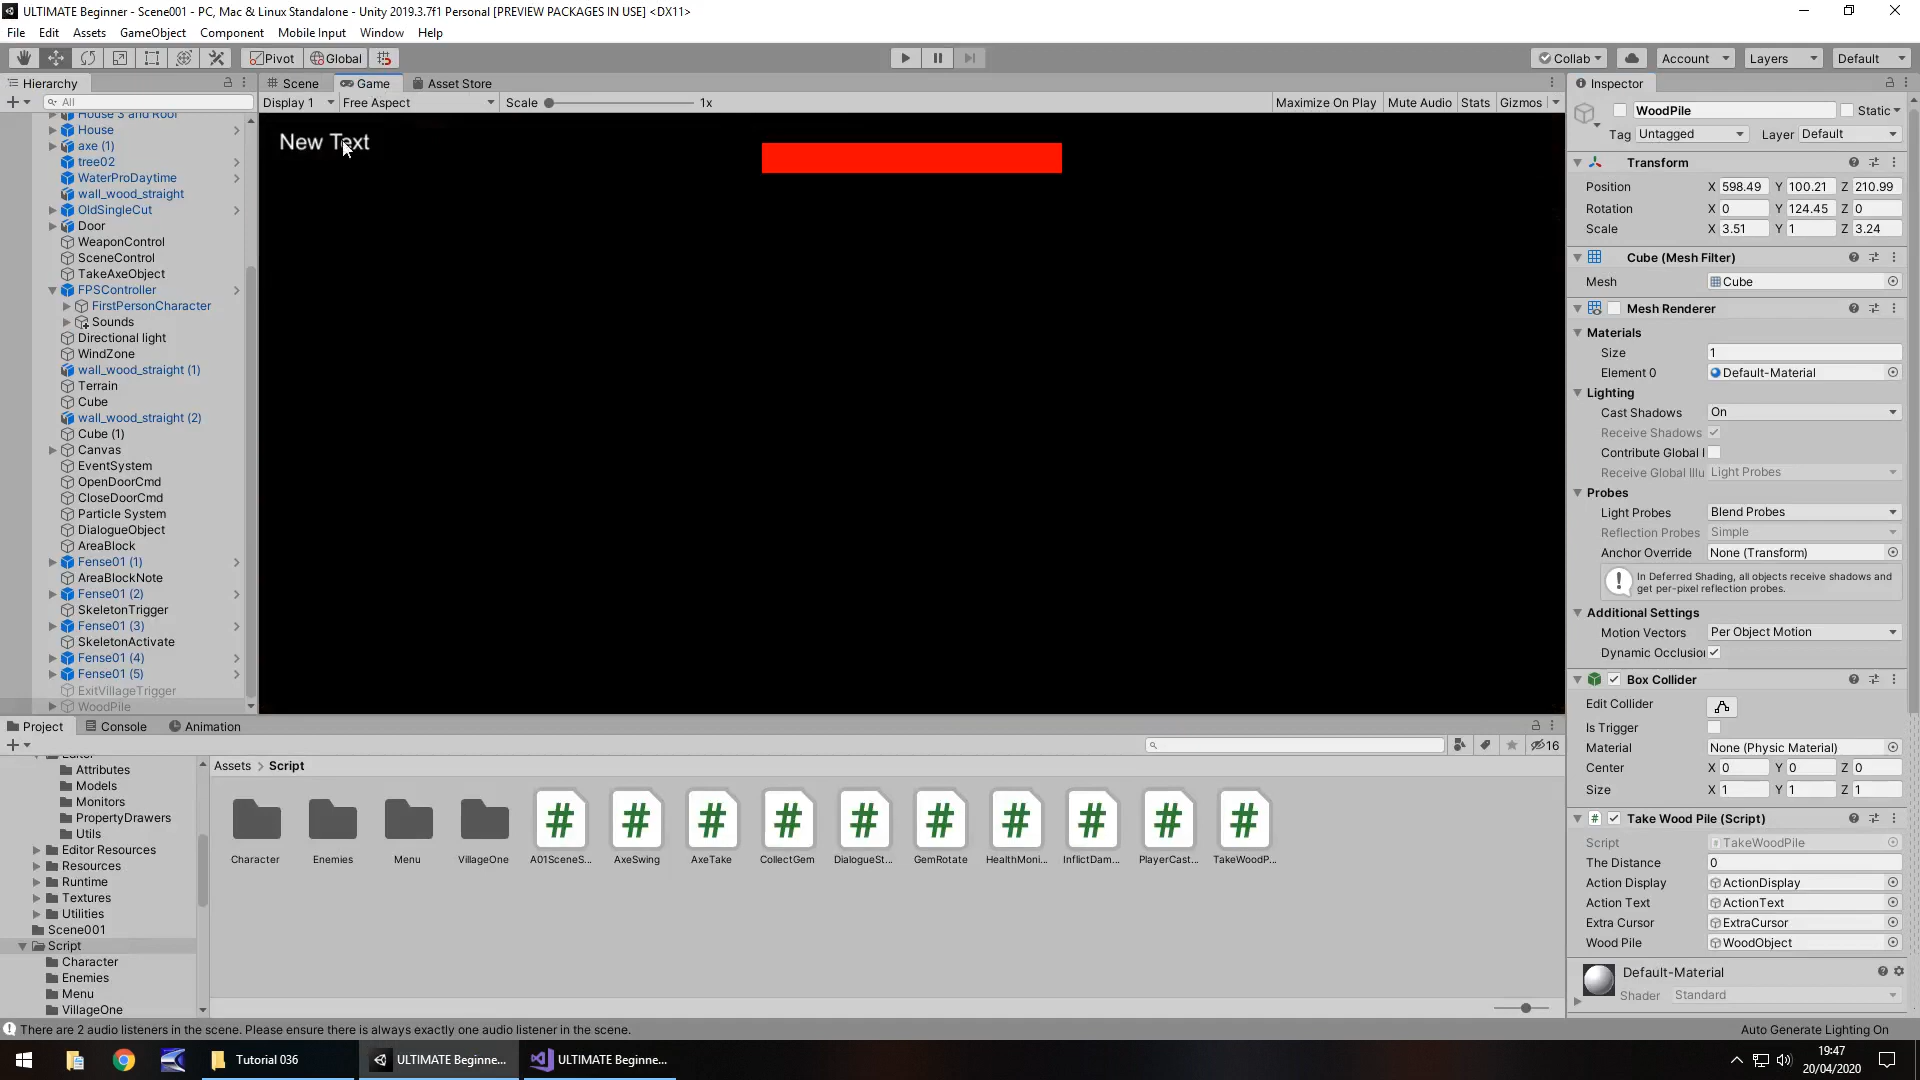 ULTIMATE Beginner - Scene001 - PC, Mac & Linux Standalone - Unity 2019.3.7f1 Personal [PREVIEW PACKAGES IN USE] <DX11>
File Edit Assets GameObject Component Mobile Input Window Help
Pivot Global Collab Account Layers Default
Hierarchy Scene Game Asset Store Inspector
All Display 1 Free Aspect Scale 1x Maximize On Play Mute Audio Stats Gizmos
WoodPile Static
Tag Untagged Layer Default
House 3 and Roof
House
axe (1)
tree02
WaterProDaytime
wall_wood_straight
OldSingleCut
Door
WeaponControl
SceneControl
TakeAxeObject
FPSController
FirstPersonCharacter
Sounds
Directional light
WindZone
wall_wood_straight (1)
Terrain
Cube
wall_wood_straight (2)
Cube (1)
Canvas
EventSystem
OpenDoorCmd
CloseDoorCmd
Particle System
DialogueObject
AreaBlock
Fense01 (1)
AreaBlockNote
Fense01 (2)
SkeletonTrigger
Fense01 (3)
SkeletonActivate
Fense01 (4)
Fense01 (5)
ExitVillageTrigger
WoodPile
New Text
Transform
Position X 598.49 Y 100.21 Z 210.99
Rotation X 0 Y 124.45 Z 0
Scale X 3.51 Y 1 Z 3.24
Cube (Mesh Filter)
Mesh Cube
Mesh Renderer
Materials
Size 1
Element 0 Default-Material
Lighting
Cast Shadows On
Receive Shadows
Contribute Global I
Receive Global Illu Light Probes
Probes
Light Probes Blend Probes
Reflection Probes Simple
Anchor Override None (Transform)
In Deferred Shading, all objects receive shadows and
get per-pixel reflection probes.
Additional Settings
Motion Vectors Per Object Motion
Dynamic Occlusion
Box Collider
Edit Collider
Is Trigger
Material None (Physic Material)
Center X 0 Y 0 Z 0
Size X 1 Y 1 Z 1
Take Wood Pile (Script)
Script TakeWoodPile
The Distance 0
Action Display ActionDisplay
Action Text ActionText
Extra Cursor ExtraCursor
Wood Pile WoodObject
Default-Material
Shader Standard
Project Console Animation
16
Editor
Attributes
Models
Monitors
PropertyDrawers
Utils
Editor Resources
Resources
Runtime
Textures
Utilities
Scene001
Script
Character
Enemies
Menu
VillageOne
Assets > Script
Character Enemies Menu VillageOne A01SceneS... AxeSwing AxeTake CollectGem DialogueSt... GemRotate HealthMoni... InflictDam... PlayerCast... TakeWoodP...
There are 2 audio listeners in the scene. Please ensure there is always exactly one audio listener in the scene.
Auto Generate Lighting On
Tutorial 036 ULTIMATE Beginne... ULTIMATE Beginne...
19:47
20/04/2020